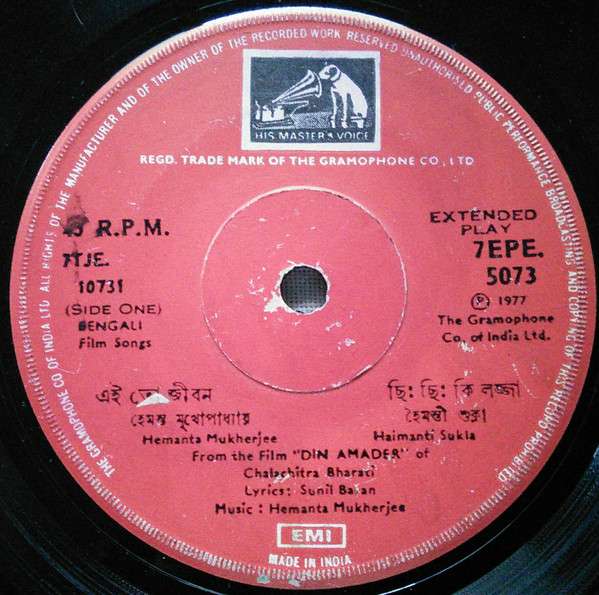 THE GRAMOPHONE CO OF INDIA LTD ALL RIGHTS OF THE MANUFACTURER AND OF THE OWNER OF THE RECORDED WORK RESERVED UNAUTHORISED PUBLIC PERFORMANCE BROADCASTING AND COPYING OF THIS RECORD PROHIBITED
HIS MASTER'S VOICE
REGD. TRADE MARK OF THE GRAMOPHONE CO., LTD
R.P.M.
7TJE.
10731
(SIDE ONE)
BENGALI
Film Songs
EXTENDED
PLAY
7EPE.
5073
Ⓟ 1977
The Gramophone
Co. of India Ltd.
এই তো জীবন
হেমন্ত মুখোপাধ্যায়
Hemanta Mukherjee
ছি: ছি: কি লজ্জা
হৈমন্তী শুক্লা
Haimanti Sukla
From the Film "DIN AMADER" of
Chalachitra Bharati
Lyrics: Sunil Baran
Music : Hemanta Mukherjee
EMI
MADE IN INDIA